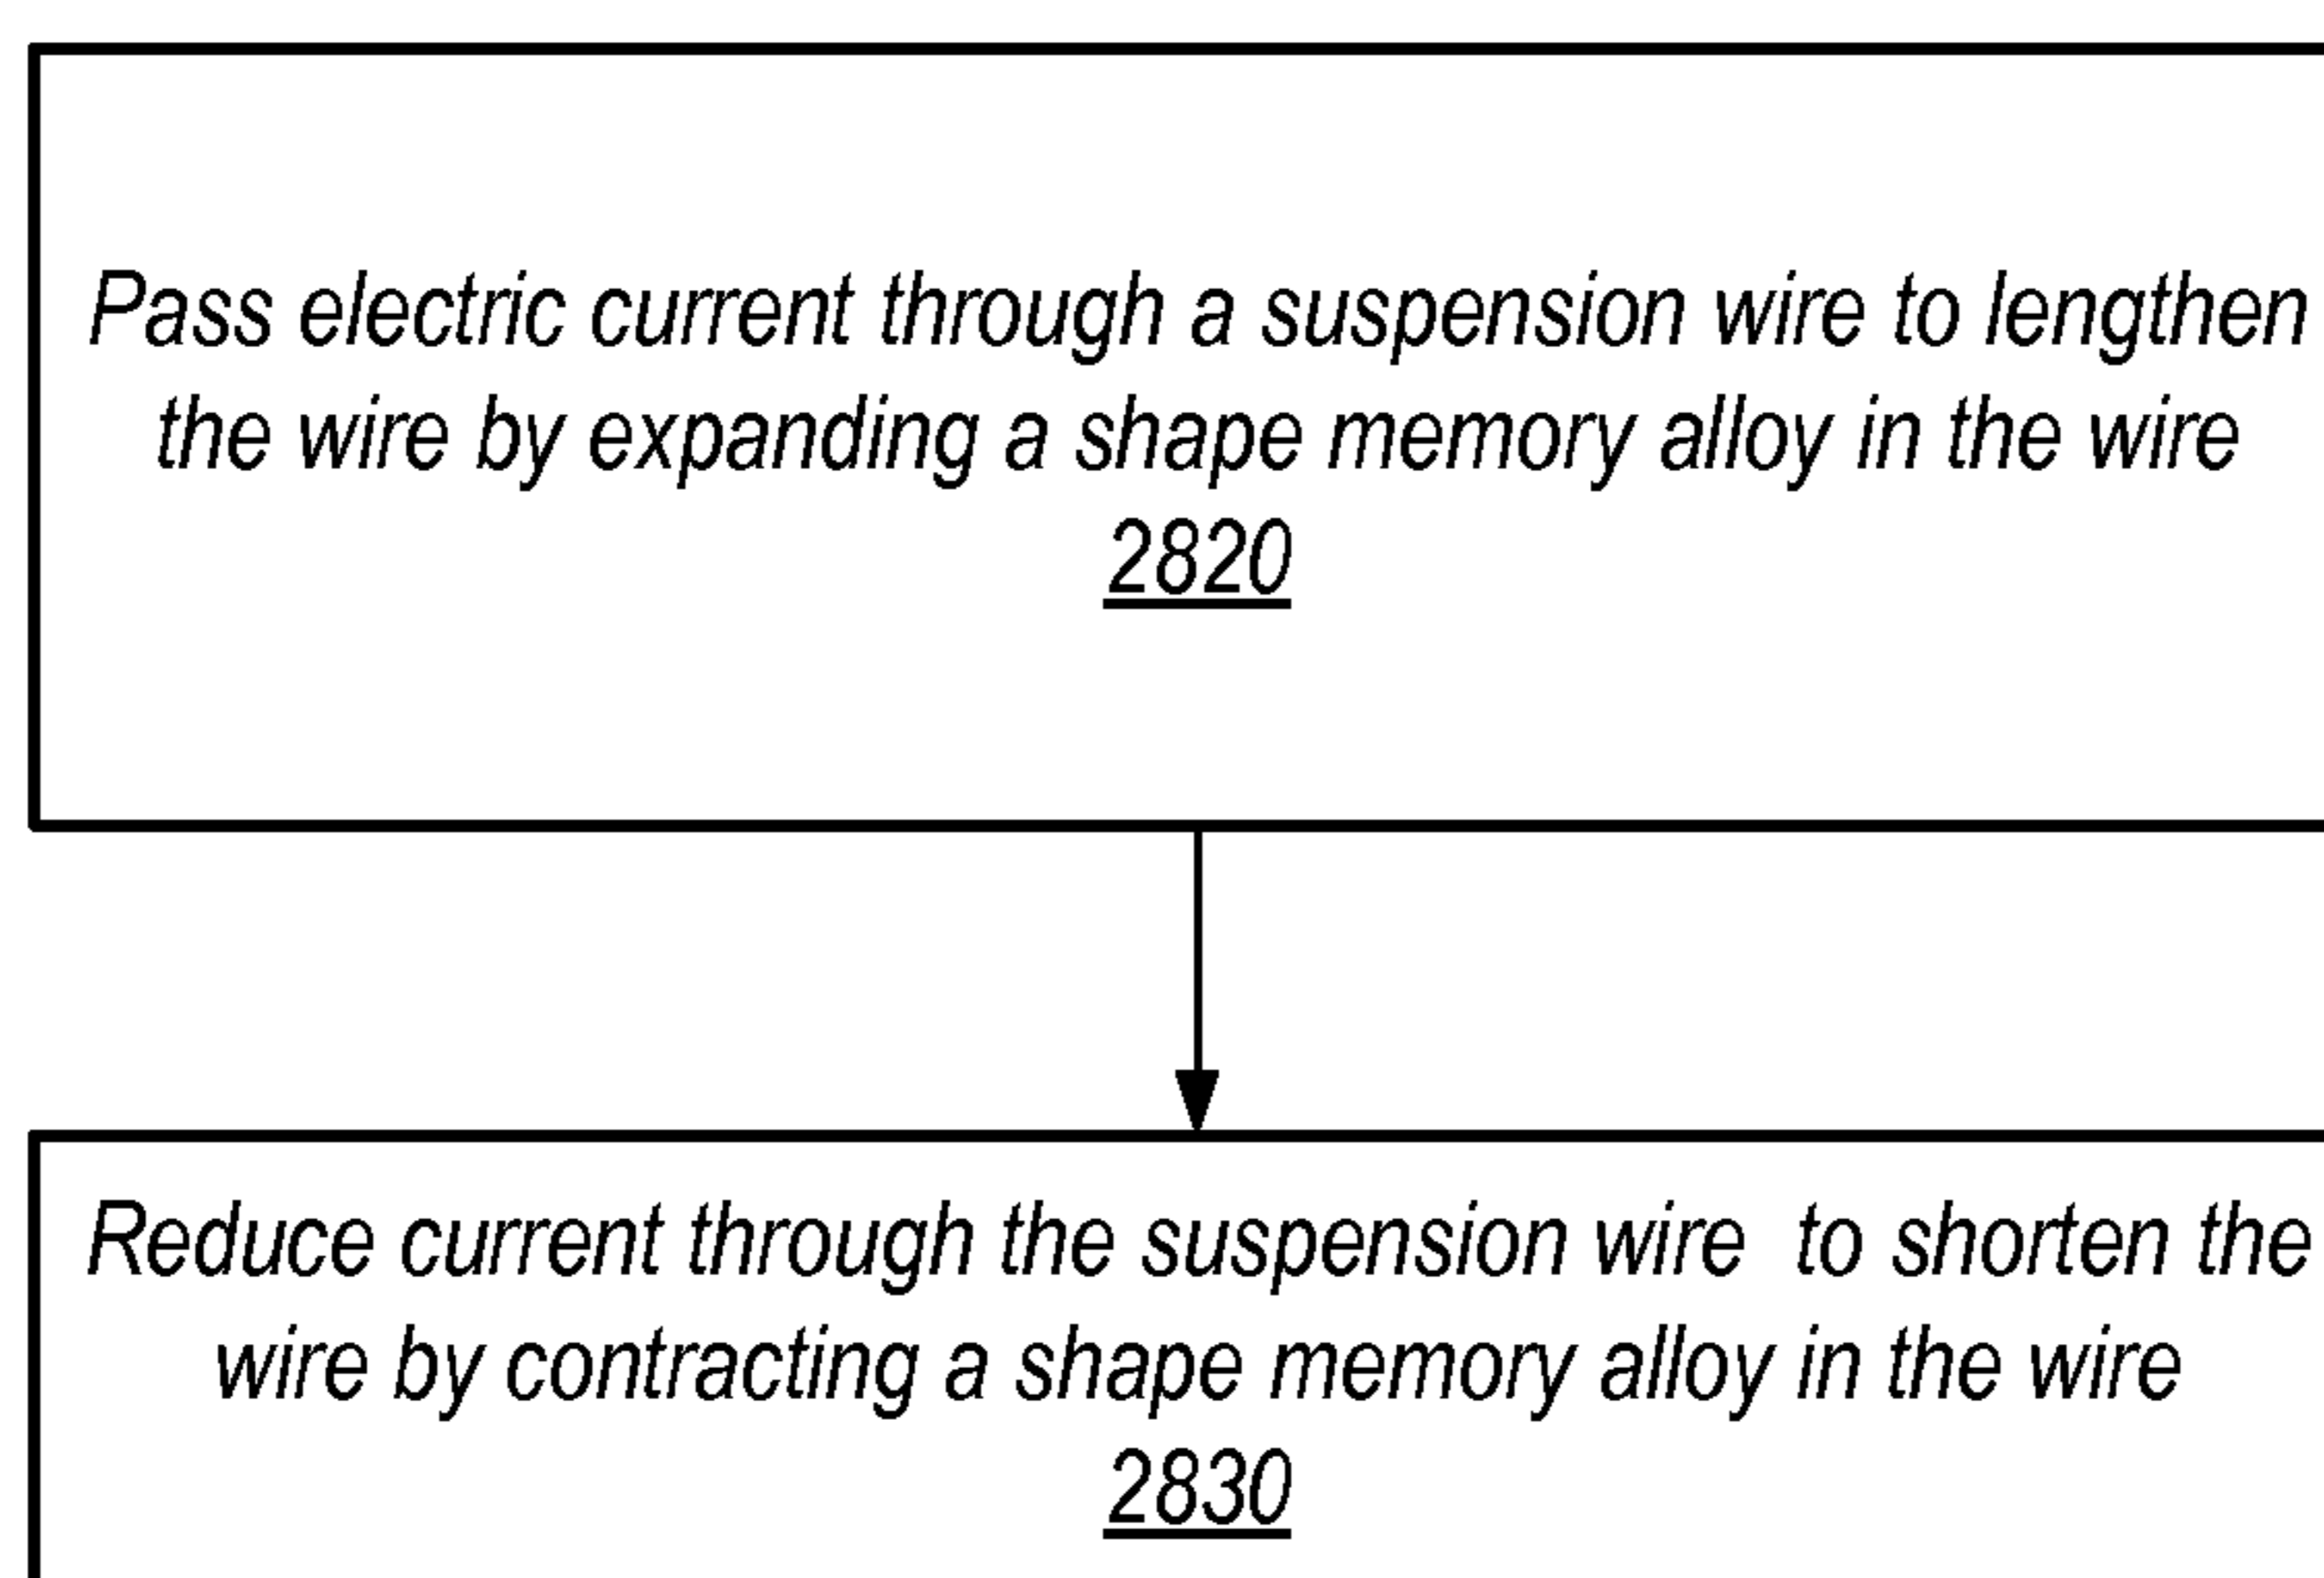 Pass electric current through a suspension wire to lengthen
the wire by expanding a shape memory alloy in the wire
2820
Reduce current through the suspension wire  to shorten the
wire by contracting a shape memory alloy in the wire
2830